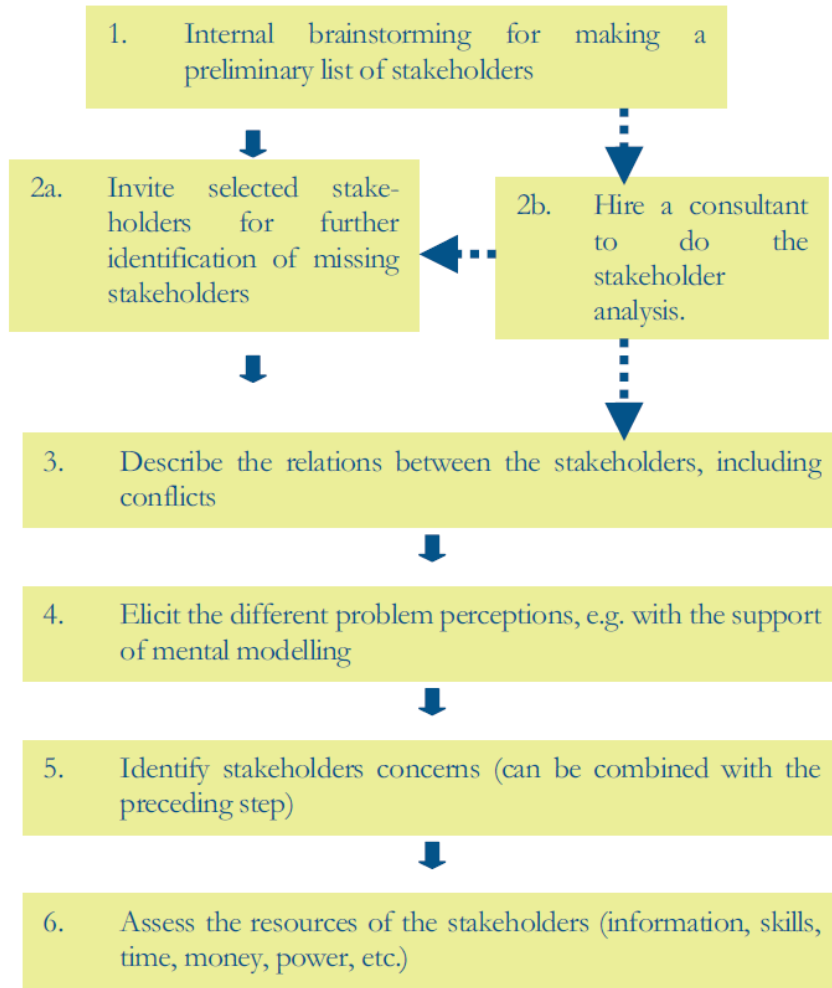 1. Internal brainstorming for making a
preliminary list of stakeholders
2a. Invite selected stake-
holders for further
identification of missing
stakeholders
2b. Hire a consultant
to do the
stakeholder
analysis.
3. Describe the relations between the stakeholders, including
conflicts
4. Elicit the different problem perceptions, e.g. with the support
of mental modelling
5. Identify stakeholders concerns (can be combined with the
preceding step)
6. Assess the resources of the stakeholders (information, skills,
time, money, power, etc.)